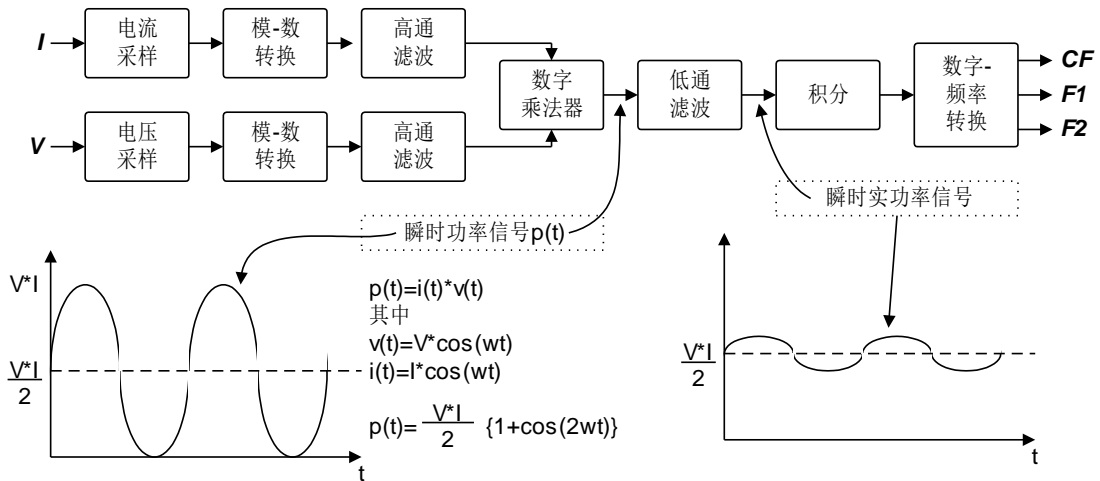 I
电流
采样
模-数
转换
高通
滤波
V
电压
采样
模-数
转换
高通
滤波
数字
乘法器
低通
滤波
积分
数字-
频率
转换
CF
F1
F2
瞬时功率信号p(t)
瞬时实功率信号
V*I
V*I
2
t
p(t)=i(t)*v(t)
其中
v(t)=V*cos(wt)
i(t)=I*cos(wt)
p(t)= V*I
2 {1+cos(2wt)}
V*I
2
t